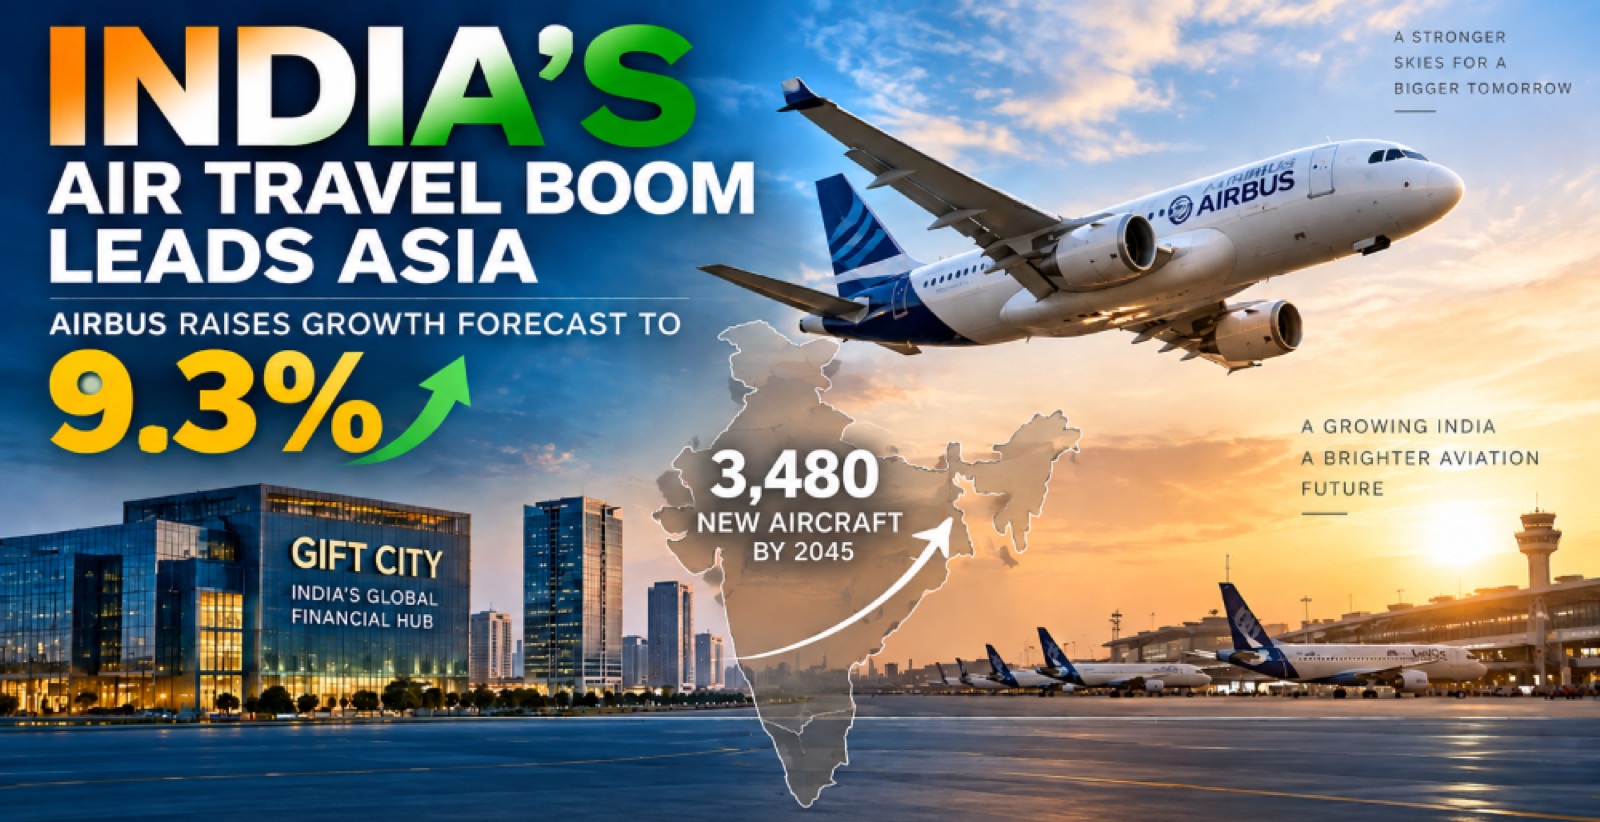 INDIA'S
AIR TRAVEL BOOM
LEADS ASIA
AIRBUS RAISES GROWTH FORECAST TO
9.3%
A STRONGER
SKIES FOR A
BIGGER TOMORROW
AIRBUS
3,480
NEW AIRCRAFT
BY 2045
A GROWING INDIA
A BRIGHTER AVIATION
FUTURE
GIFT CITY
INDIA'S GLOBAL
FINANCIAL HUB